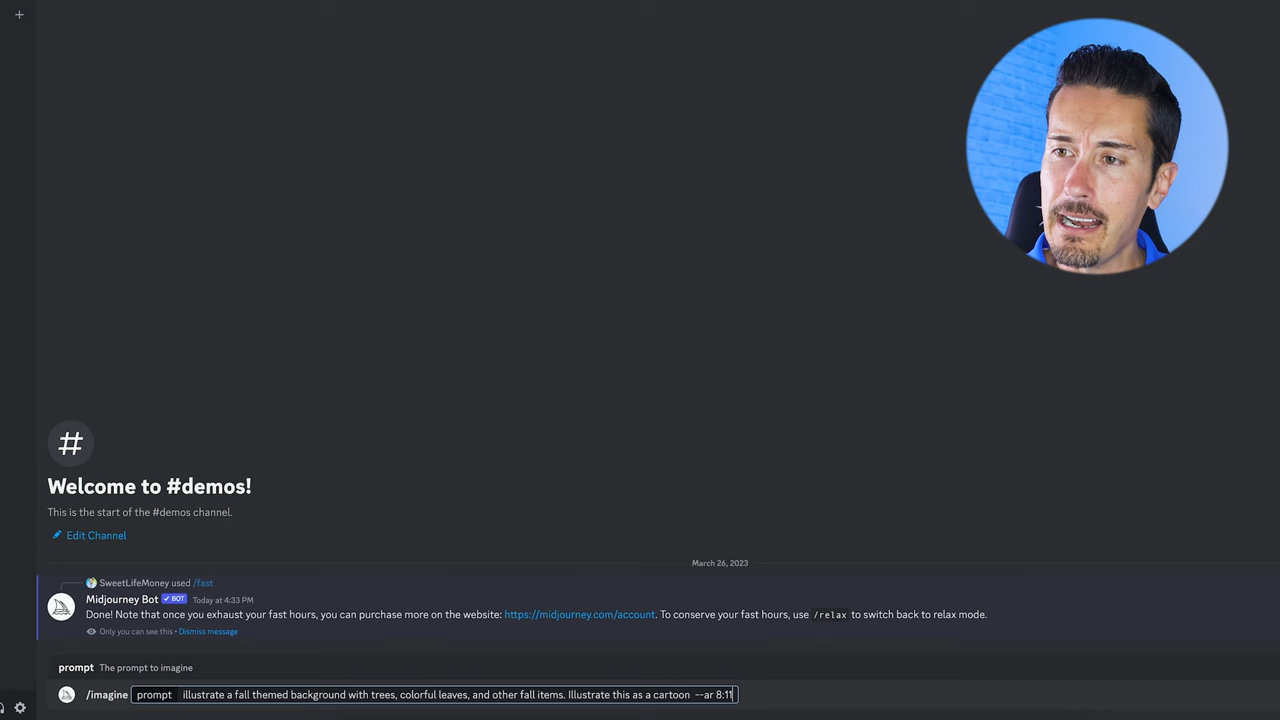 Welcome to #demos!
This is the start of the #demos channel.
Edit Channel
March 26, 2023
SweetLifeMoney used /fast
Midjourney Bot ✓ BOT Today at 4:33 PM
Done! Note that once you exhaust your fast hours, you can purchase more on the website: https://midjourney.com/account. To conserve your fast hours, use /relax to switch back to relax mode.
Only you can see this • Dismiss message
prompt The prompt to imagine
/imagine prompt illustrate a fall themed background with trees, colorful leaves, and other fall items. Illustrate this as a cartoon --ar 8:11